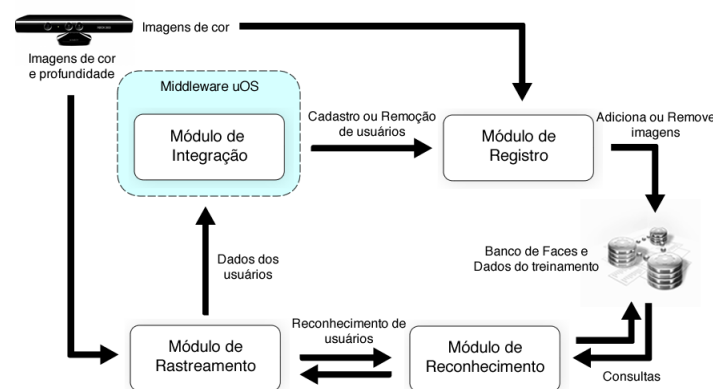 Imagens de cor
Imagens de cor
e profundidade
Middleware uOS
Módulo de
Integração
Cadastro ou Remoção
de usuários
Módulo de
Registro
Adiciona ou Remove
imagens
Dados dos
usuários
Banco de Faces e
Dados do treinamento
Módulo de
Rastreamento
Reconhecimento de
usuários
Módulo de
Reconhecimento
Consultas